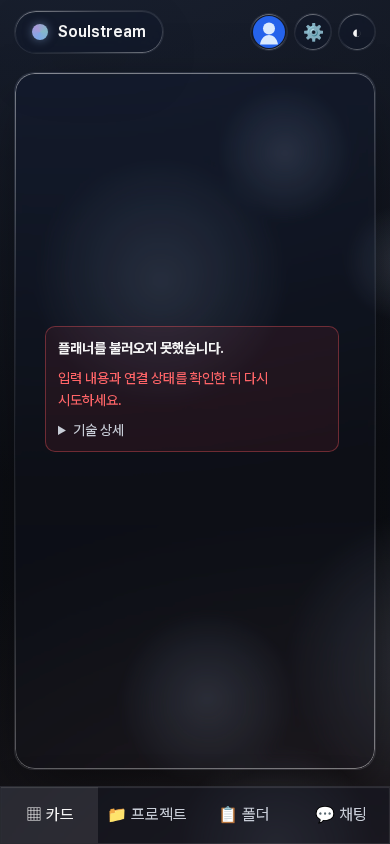 Soulstream
플래너를 불러오지 못했습니다.
입력 내용과 연결 상태를 확인한 뒤 다시
시도하세요.
▶ 기술 상세
▦ 카드 📁 프로젝트 📋 폴더 💬 채팅